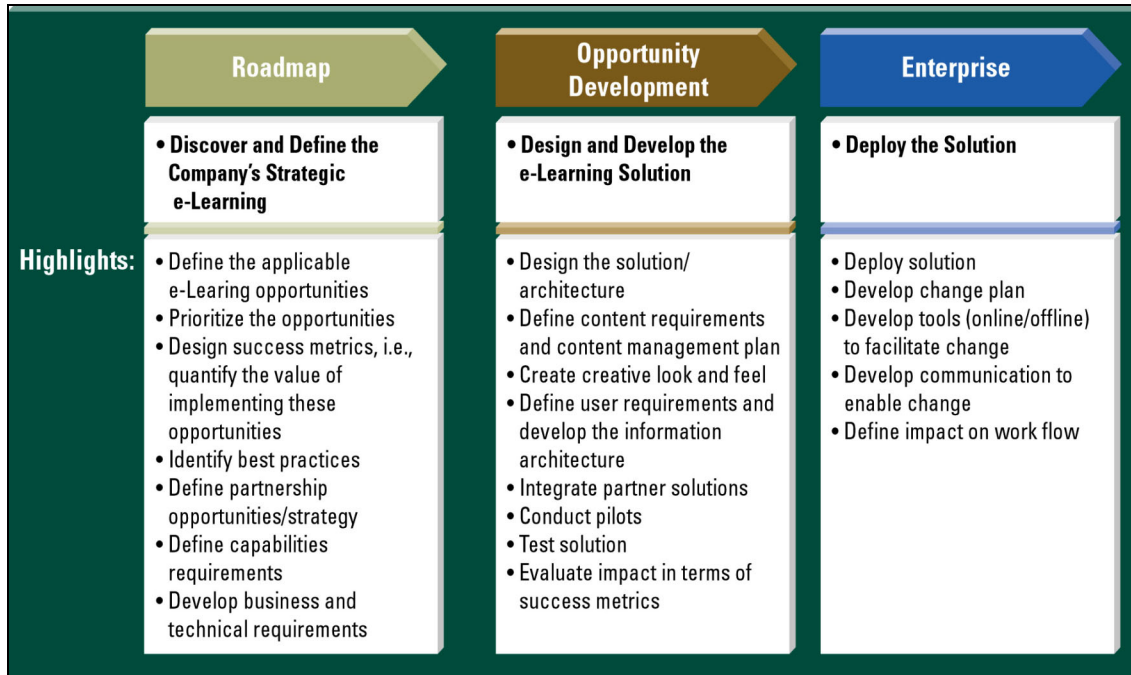 Roadmap
Opportunity
Development
Enterprise
• Discover and Define the
Company's Strategic
e-Learning
• Design and Develop the
e-Learning Solution
• Deploy the Solution
Highlights:
• Define the applicable
e-Learing opportunities
• Prioritize the opportunities
• Design success metrics, i.e.,
quantify the value of
implementing these
opportunities
• Identify best practices
• Define partnership
opportunities/strategy
• Define capabilities
requirements
• Develop business and
technical requirements
• Design the solution/
architecture
• Define content requirements
and content management plan
• Create creative look and feel
• Define user requirements and
develop the information
architecture
• Integrate partner solutions
• Conduct pilots
• Test solution
• Evaluate impact in terms of
success metrics
• Deploy solution
• Develop change plan
• Develop tools (online/offline)
to facilitate change
• Develop communication to
enable change
• Define impact on work flow